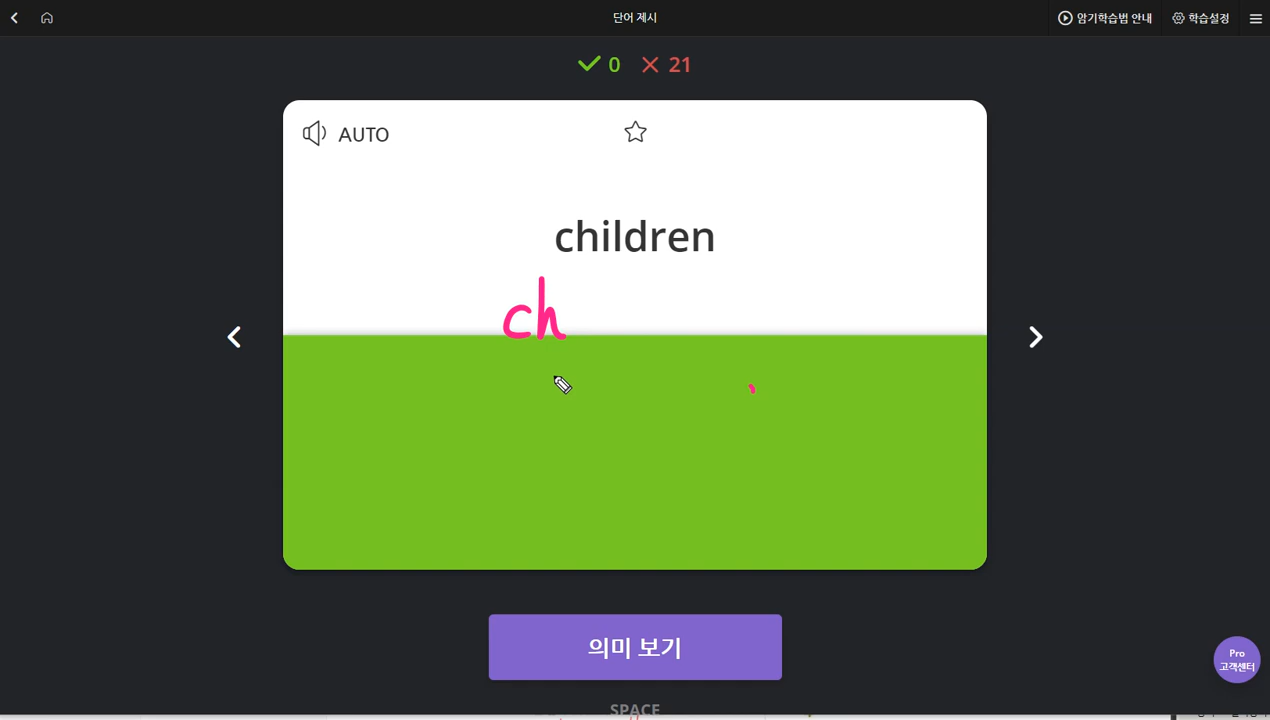 단어 제시
암기학습법 안내
학습설정
0
21
AUTO
children
ch
의미 보기
Pro
고객센터
SPACE